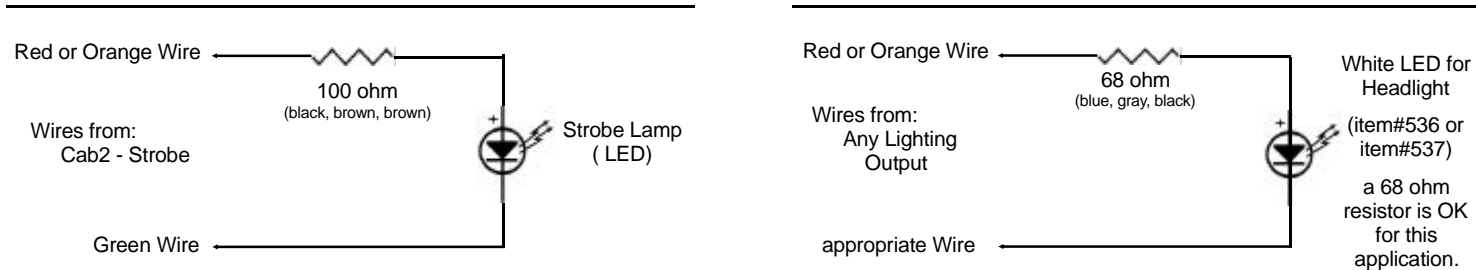 Red or Orange Wire
100 ohm
(black, brown, brown)
Wires from:
Cab2 - Strobe
+
Strobe Lamp
( LED)
Green Wire
Red or Orange Wire
68 ohm
(blue, gray, black)
Wires from:
Any Lighting
Output
+
White LED for
Headlight
(item#536 or
item#537)
a 68 ohm
resistor is OK
for this
application.
appropriate Wire